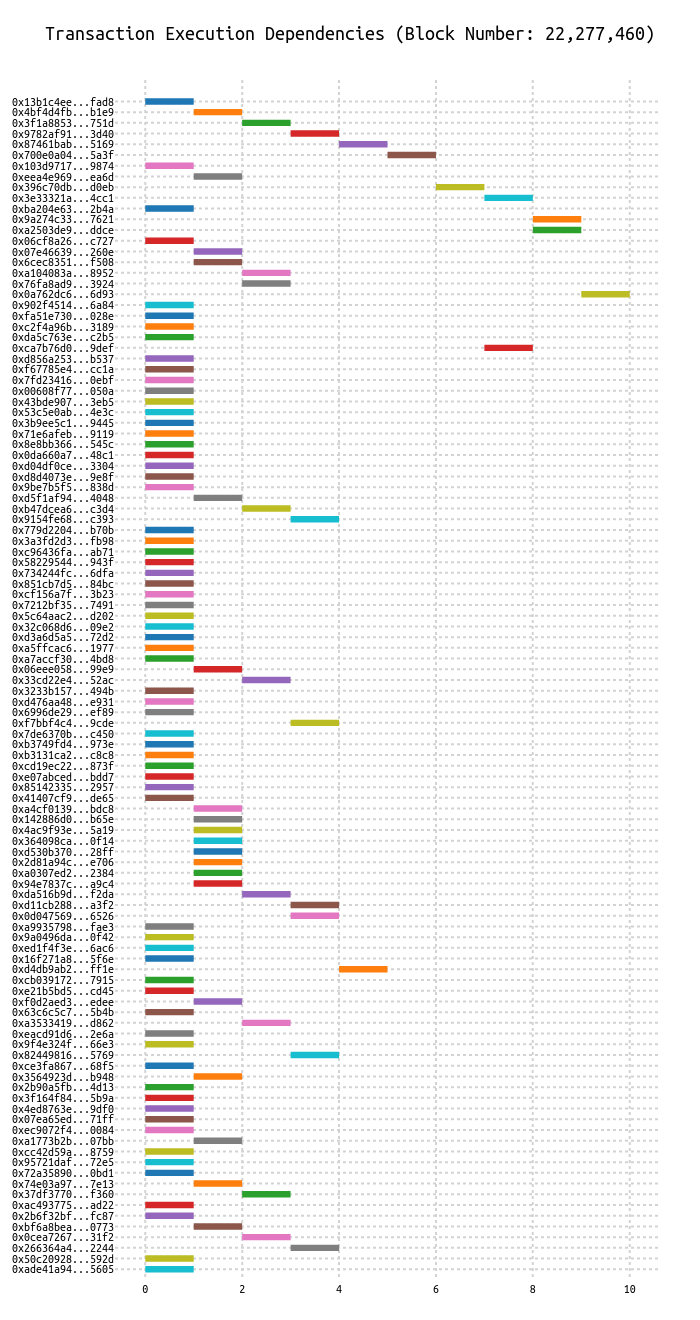 Transaction Execution Dependencies (Block Number: 22,277,460)
0x13b1c4ee...fad8
0x4bf4d4fb...b1e9
0x3f1a8853...751d
0x9782af91...3d40
0x87461bab...5169
0x700e0a04...5a3f
0x103d9717...9874
0xeea4e969...ea6d
0x396c70db...d0eb
0x3e33321a...4cc1
0xba204e63...2b4a
0x9a274c33...7621
0xa2503de9...ddce
0x06cf8a26...c727
0x07e46639...260e
0x6cec8351...f508
0xa104083a...8952
0x76fa8ad9...3924
0x0a762dc6...6d93
0x902f4514...6a84
0xfa51e730...028e
0xc2f4a96b...3189
0xda5c763e...c2b5
0xca7b76d0...9def
0xd856a253...b537
0xf67785e4...cc1a
0x7fd23416...0ebf
0x00608f77...050a
0x43bde907...3eb5
0x53c5e0ab...4e3c
0x3b9ee5c1...9445
0x71e6afeb...9119
0x8e8bb366...545c
0x0da660a7...48c1
0xd04df0ce...3304
0xd8d4073e...9e8f
0x9be7b5f5...838d
0xd5f1af94...4048
0xb47dcea6...c3d4
0x9154fe68...c393
0x779d2204...b70b
0x3a3fd2d3...fb98
0xc96436fa...ab71
0x58229544...943f
0x734244fc...6dfa
0x851cb7d5...84bc
0xcf156a7f...3b23
0x7212bf35...7491
0x5c64aac2...d202
0x32c068d6...09e2
0xd3a6d5a5...72d2
0xa5ffcac6...1977
0xa7accf30...4bd8
0x06eee058...99e9
0x33cd22e4...52ac
0x3233b157...494b
0xd476aa48...e931
0x6996de29...ef89
0xf7bbf4c4...9cde
0x7de6370b...c450
0xb3749fd4...973e
0xb3131ca2...c8c8
0xcd19ec22...873f
0xe07abced...bdd7
0x85142335...2957
0x41407cf9...de65
0xa4cf0139...bdc8
0x142886d0...b65e
0x4ac9f93e...5a19
0x364098ca...0f14
0xd530b370...28ff
0x2d81a94c...e706
0xa0307ed2...2384
0x94e7837c...a9c4
0xda516b9d...f2da
0xd11cb288...a3f2
0x0d047569...6526
0xa9935798...fae3
0x9a0496da...0f42
0xed1f4f3e...6ac6
0x16f271a8...5f6e
0xd4db9ab2...ff1e
0xcb039172...7915
0xe21b5bd5...cd45
0xf0d2aed3...edee
0x63c6c5c7...5b4b
0xa3533419...d862
0xeacd91d6...2e6a
0x9f4e324f...66e3
0x82449816...5769
0xce3fa867...68f5
0x3564923d...b948
0x2b90a5fb...4d13
0x3f164f84...5b9a
0x4ed8763e...9df0
0x07ea65ed...71ff
0xec9072f4...0084
0xa1773b2b...07bb
0xcc42d59a...8759
0x95721daf...72e5
0x72a35890...0bd1
0x74e03a97...7e13
0x37df3770...f360
0xac493775...ad22
0x2b6f32bf...fc87
0xbf6a8bea...0773
0x0cea7267...31f2
0x266364a4...2244
0x50c20928...592d
0xade41a94...5605
0 2 4 6 8 10